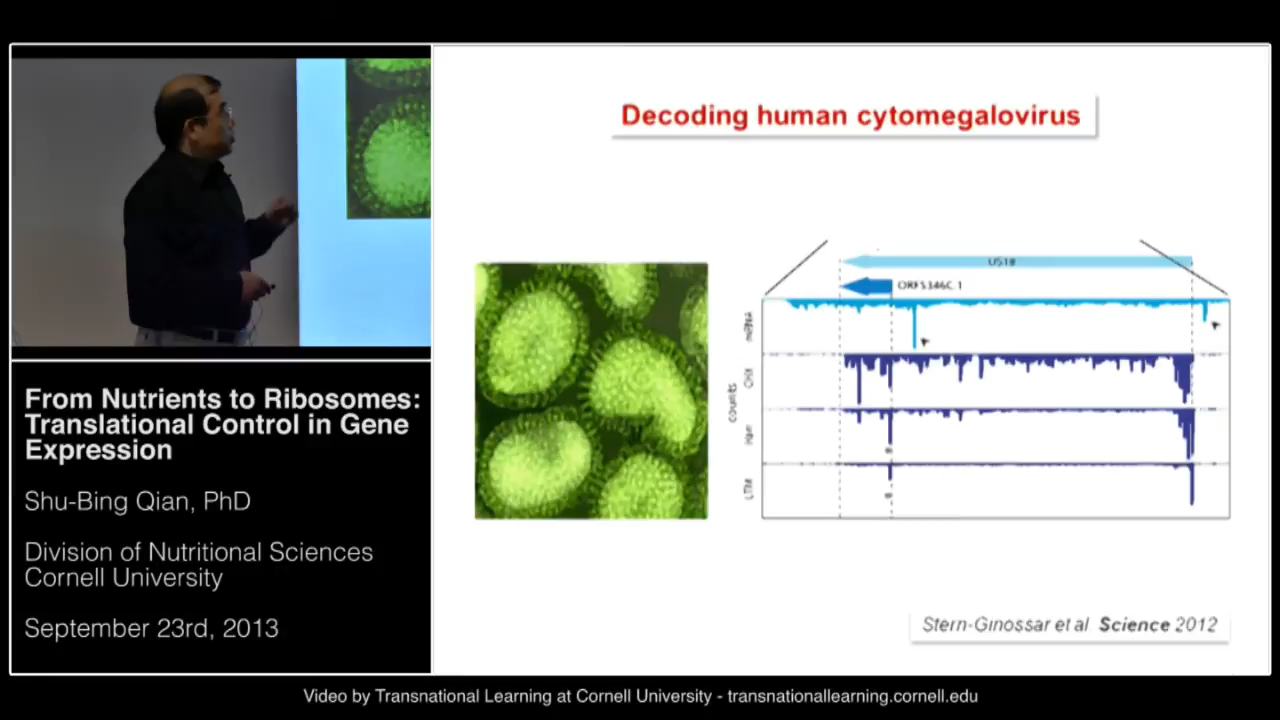 Decoding human cytomegalovirus
US18
ORFS346C.1
mRNA
CHX
Harr
LTM
counts
Stern-Ginossar et al Science 2012
From Nutrients to Ribosomes:
Translational Control in Gene
Expression
Shu-Bing Qian, PhD
Division of Nutritional Sciences
Cornell University
September 23rd, 2013
Video by Transnational Learning at Cornell University - transnationallearning.cornell.edu